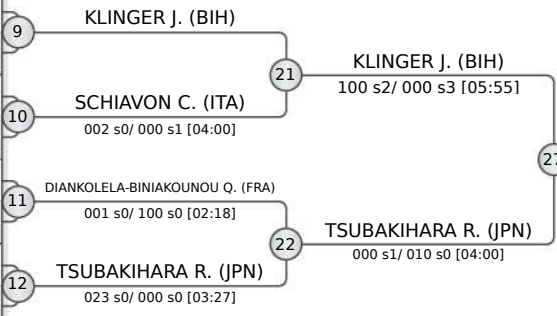 9
KLINGER J. (BIH)
21
KLINGER J. (BIH)
100 s2/ 000 s3 [05:55]
10
SCHIAVON C. (ITA)
002 s0/ 000 s1 [04:00]
27
11
DIANKOLELA-BINIAKOUNOU Q. (FRA)
001 s0/ 100 s0 [02:18]
22
TSUBAKIHARA R. (JPN)
000 s1/ 010 s0 [04:00]
12
TSUBAKIHARA R. (JPN)
023 s0/ 000 s0 [03:27]